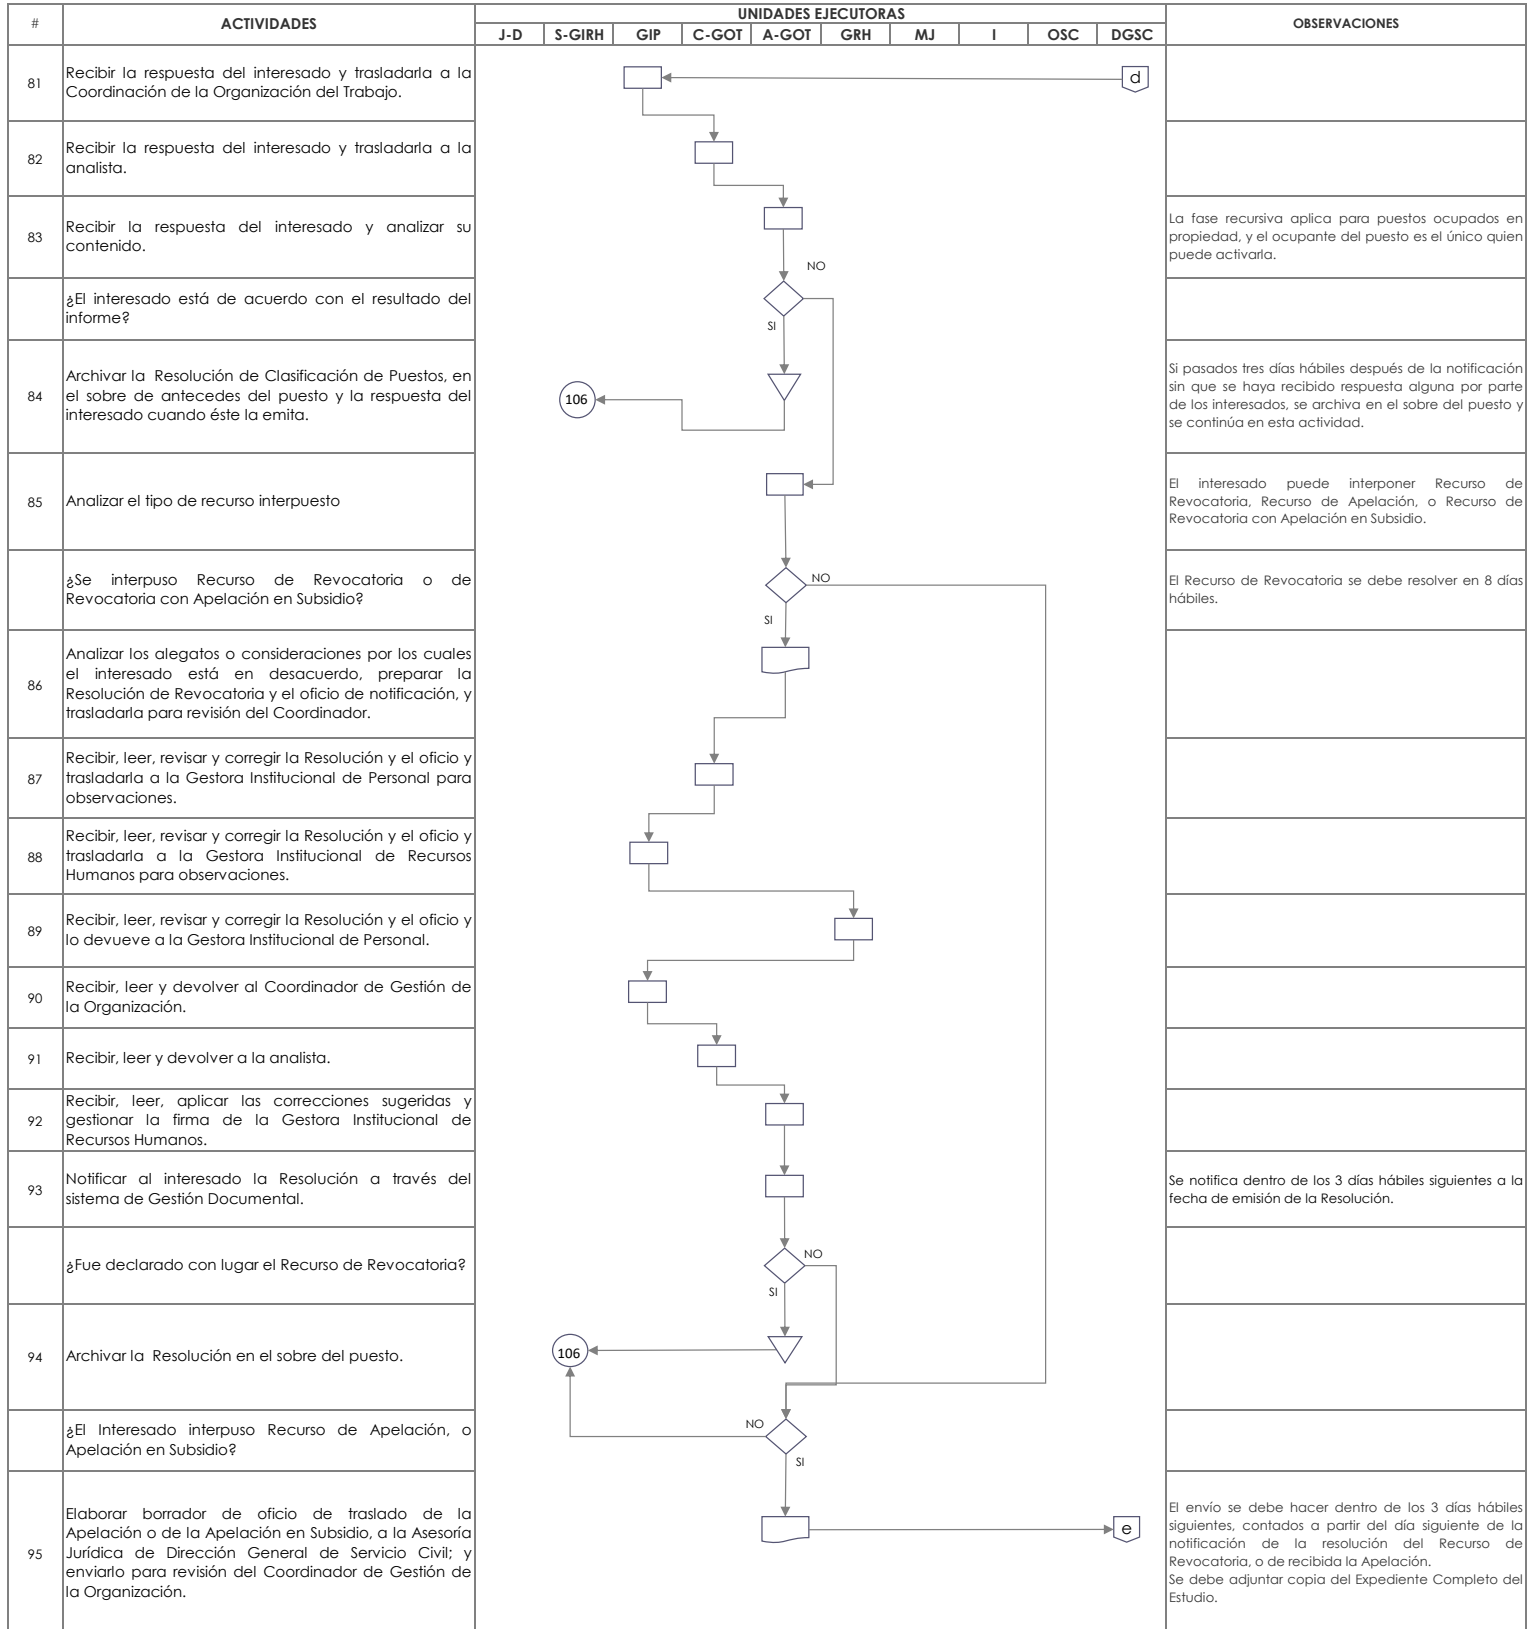 # ACTIVIDADES UNIDADES EJECUTORAS OBSERVACIONES
J-D S-GIRH GIP C-GOT A-GOT GRH MJ I OSC DGSC
81
Recibir la respuesta del interesado y trasladarla a la
Coordinación de la Organización del Trabajo.
d
82
Recibir la respuesta del interesado y trasladarla a la
analista.
83
Recibir la respuesta del interesado y analizar su
contenido.
NO
La fase recursiva aplica para puestos ocupados en
propiedad, y el ocupante del puesto es el único quien
puede activarla.
¿El interesado está de acuerdo con el resultado del
informe?
SI
84
Archivar la Resolución de Clasificación de Puestos, en
el sobre de antecedes del puesto y la respuesta del
interesado cuando éste la emita.
106
Si pasados tres días hábiles después de la notificación
sin que se haya recibido respuesta alguna por parte
de los interesados, se archiva en el sobre del puesto y
se continúa en esta actividad.
85
Analizar el tipo de recurso interpuesto
El interesado puede interponer Recurso de
Revocatoria, Recurso de Apelación, o Recurso de
Revocatoria con Apelación en Subsidio.
¿Se interpuso Recurso de Revocatoria o de
Revocatoria con Apelación en Subsidio?
NO
SI
El Recurso de Revocatoria se debe resolver en 8 días
hábiles.
86
Analizar los alegatos o consideraciones por los cuales
el interesado está en desacuerdo, preparar la
Resolución de Revocatoria y el oficio de notificación, y
trasladarla para revisión del Coordinador.
87
Recibir, leer, revisar y corregir la Resolución y el oficio y
trasladarla a la Gestora Institucional de Personal para
observaciones.
88
Recibir, leer, revisar y corregir la Resolución y el oficio y
trasladarla a la Gestora Institucional de Recursos
Humanos para observaciones.
89
Recibir, leer, revisar y corregir la Resolución y el oficio y
lo devueve a la Gestora Institucional de Personal.
90
Recibir, leer y devolver al Coordinador de Gestión de
la Organización.
91
Recibir, leer y devolver a la analista.
92
Recibir, leer, aplicar las correcciones sugeridas y
gestionar la firma de la Gestora Institucional de
Recursos Humanos.
93
Notificar al interesado la Resolución a través del
sistema de Gestión Documental.
Se notifica dentro de los 3 días hábiles siguientes a la
fecha de emisión de la Resolución.
¿Fue declarado con lugar el Recurso de Revocatoria?
NO
SI
94
Archivar la Resolución en el sobre del puesto.
106
¿El Interesado interpuso Recurso de Apelación, o
Apelación en Subsidio?
NO
SI
95
Elaborar borrador de oficio de traslado de la
Apelación o de la Apelación en Subsidio, a la Asesoría
Jurídica de Dirección General de Servicio Civil; y
enviarlo para revisión del Coordinador de Gestión de
la Organización.
e
El envío se debe hacer dentro de los 3 días hábiles
siguientes, contados a partir del día siguiente de la
notificación de la resolución del Recurso de
Revocatoria, o de recibida la Apelación.
Se debe adjuntar copia del Expediente Completo del
Estudio.